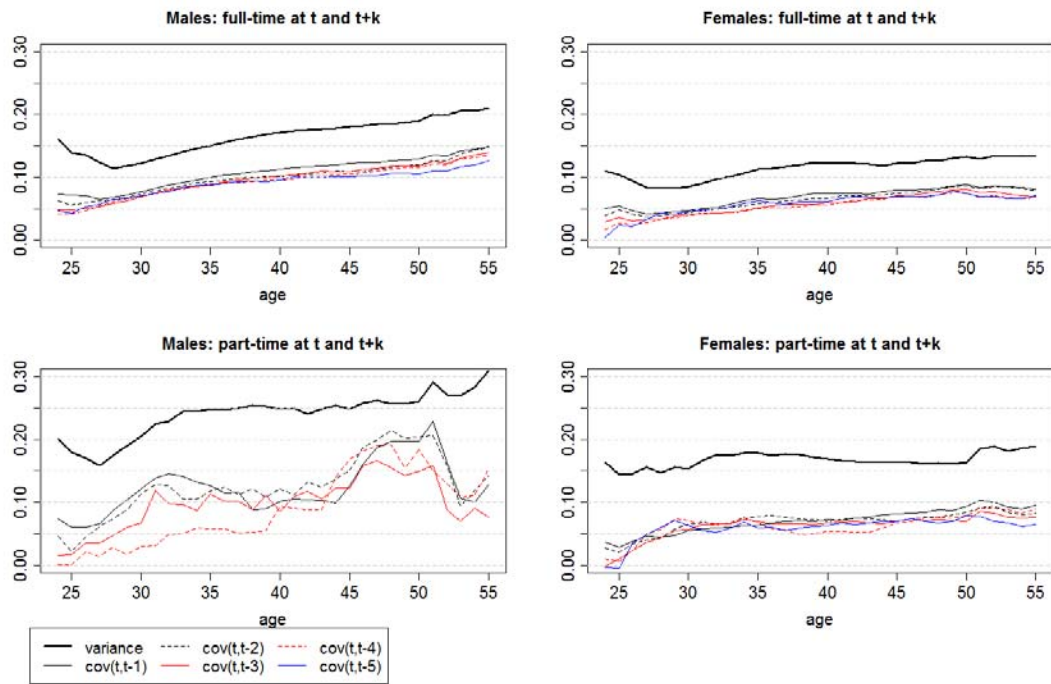 Males: full-time at t and t+k
Females: full-time at t and t+k
0.00 0.10 0.20 0.30
0.00 0.10 0.20 0.30
25 30 35 40 45 50 55
25 30 35 40 45 50 55
age
age
Males: part-time at t and t+k
Females: part-time at t and t+k
0.00 0.10 0.20 0.30
0.00 0.10 0.20 0.30
25 30 35 40 45 50 55
25 30 35 40 45 50 55
age
age
variance cov(t,t-2) cov(t,t-4)
cov(t,t-1) cov(t,t-3) cov(t,t-5)